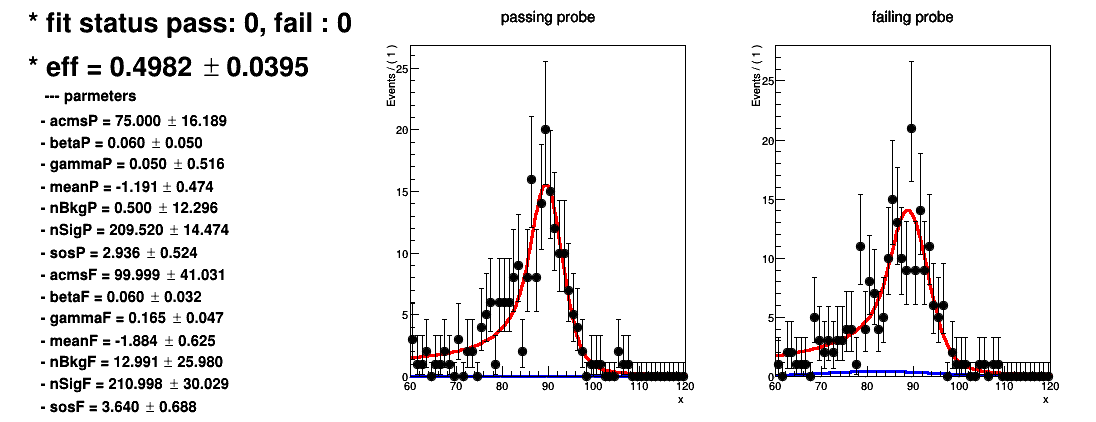 * fit status pass: 0, fail : 0
* eff = 0.4982 ± 0.0395
--- parmeters
- acmsP = 75.000 ± 16.189
- betaP = 0.060 ± 0.050
- gammaP = 0.050 ± 0.516
- meanP = -1.191 ± 0.474
- nBkgP = 0.500 ± 12.296
- nSigP = 209.520 ± 14.474
- sosP = 2.936 ± 0.524
- acmsF = 99.999 ± 41.031
- betaF = 0.060 ± 0.032
- gammaF = 0.165 ± 0.047
- meanF = -1.884 ± 0.625
- nBkgF = 12.991 ± 25.980
- nSigF = 210.998 ± 30.029
- sosF = 3.640 ± 0.688
passing probe
Events / ( 1 )
25
20
15
10
5
0
60 70 80 90 100 110 120
x
failing probe
Events / ( 1 )
25
20
15
10
5
0
60 70 80 90 100 110 120
x